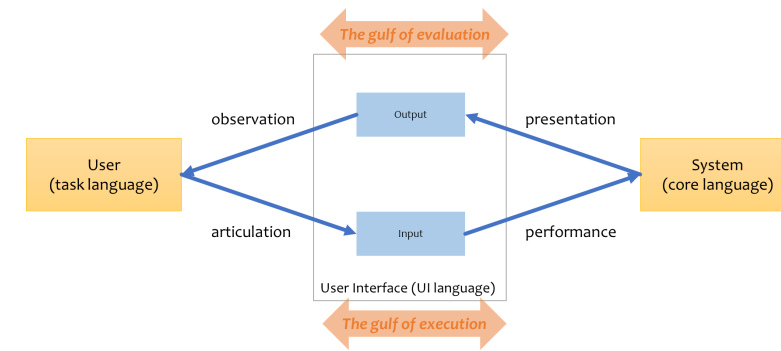 The gulf of evaluation
observation
Output
presentation
User
(task language)
System
(core language)
articulation
Input
performance
User Interface (UI language)
The gulf of execution